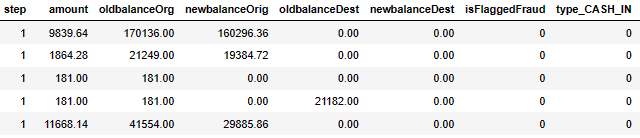 step amount oldbalanceOrg newbalanceOrig oldbalanceDest newbalanceDest isFlaggedFraud type_CASH_IN
1 9839.64 170136.00 160296.36 0.00 0.00 0 0
1 1864.28 21249.00 19384.72 0.00 0.00 0 0
1 181.00 181.00 0.00 0.00 0.00 0 0
1 181.00 181.00 0.00 21182.00 0.00 0 0
1 11668.14 41554.00 29885.86 0.00 0.00 0 0